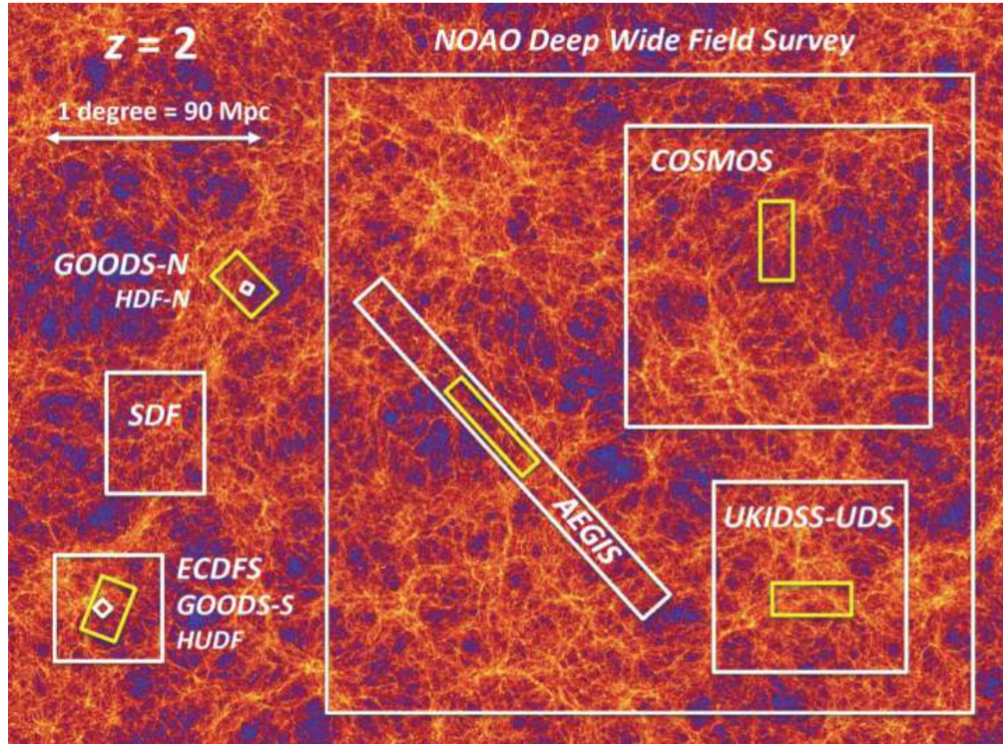 z = 2
NOAO Deep Wide Field Survey
1 degree = 90 Mpc
COSMOS
GOODS-N
HDF-N
SDF
AEGIS
UKIDSS-UDS
ECDFS
GOODS-S
HUDF